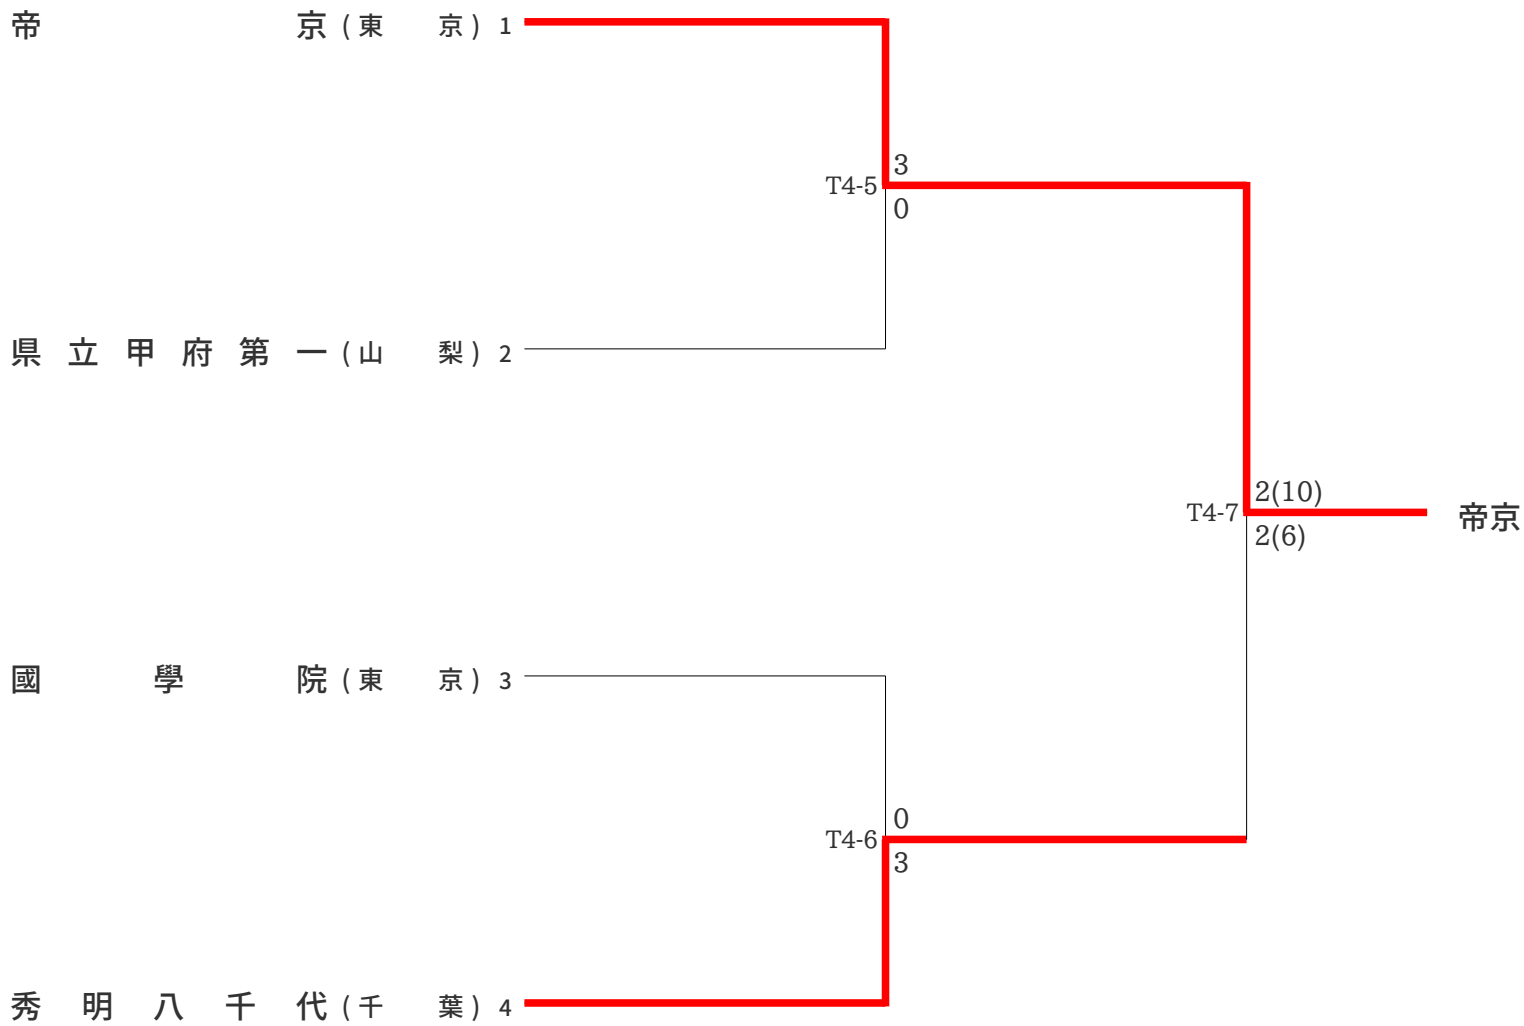 帝京(東京) 1
3
T4-5
0
県立甲府第一(山梨) 2
2(10)
T4-7
帝京
2(6)
國學院(東京) 3
0
T4-6
3
秀明八千代(千葉) 4